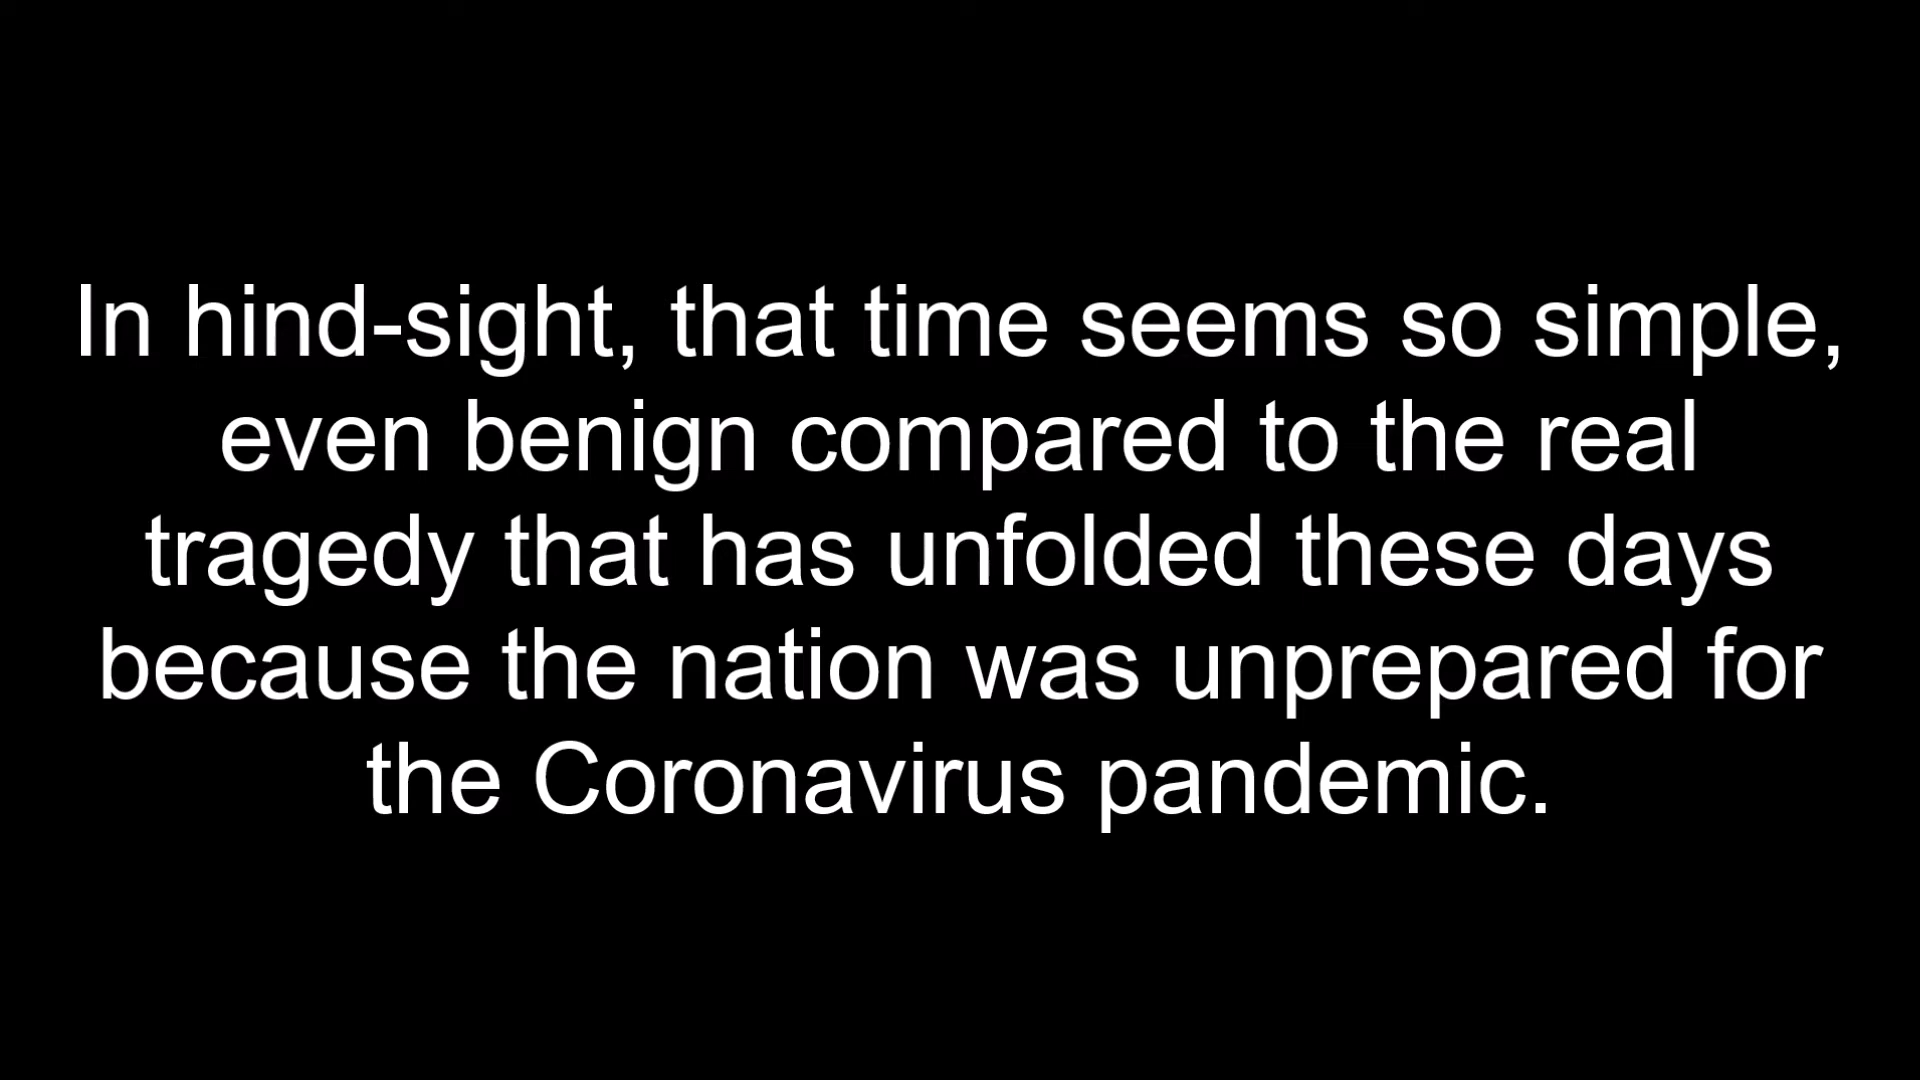 In hind-sight, that time seems so simple,
even benign compared to the real
tragedy that has unfolded these days
because the nation was unprepared for
the Coronavirus pandemic.